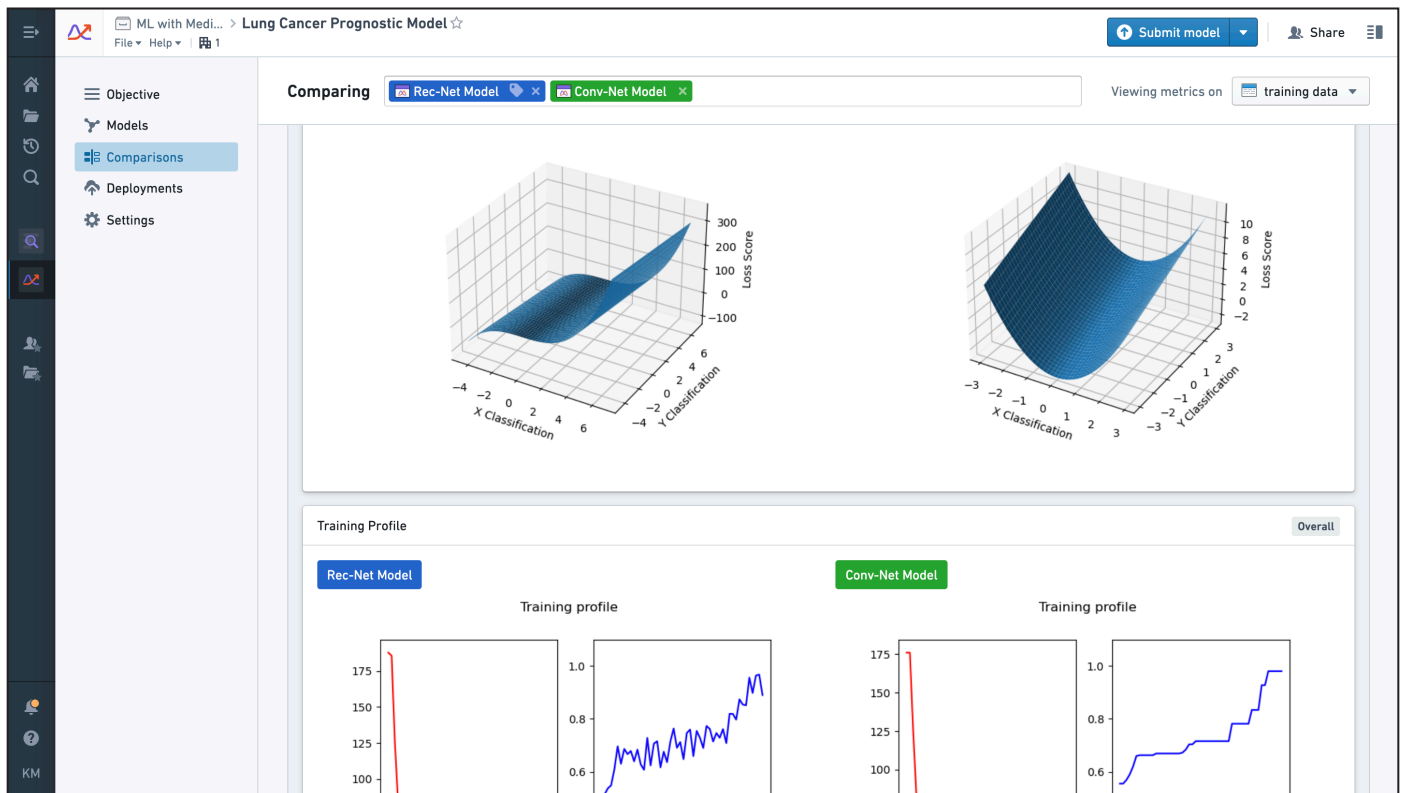 ML with Medi... > Lung Cancer Prognostic Model
File Help 1
Submit model
Share
Objective
Models
Comparisons
Deployments
Settings
KM
Comparing
Rec-Net Model ×
Conv-Net Model ×
Viewing metrics on
training data
300
200
100
0
−100
Loss Score
−4
−2
0
2
4
6
X Classification
−4
−2
0
2
4
6
Y Classification
10
8
6
4
2
0
−2
Loss Score
−3
−2
−1
0
1
2
3
X Classification
−3
−2
−1
0
1
2
3
Y Classification
Training Profile
Overall
Rec-Net Model
Training profile
175
150
125
100
1.0
0.8
0.6
Conv-Net Model
Training profile
175
150
125
100
1.0
0.8
0.6